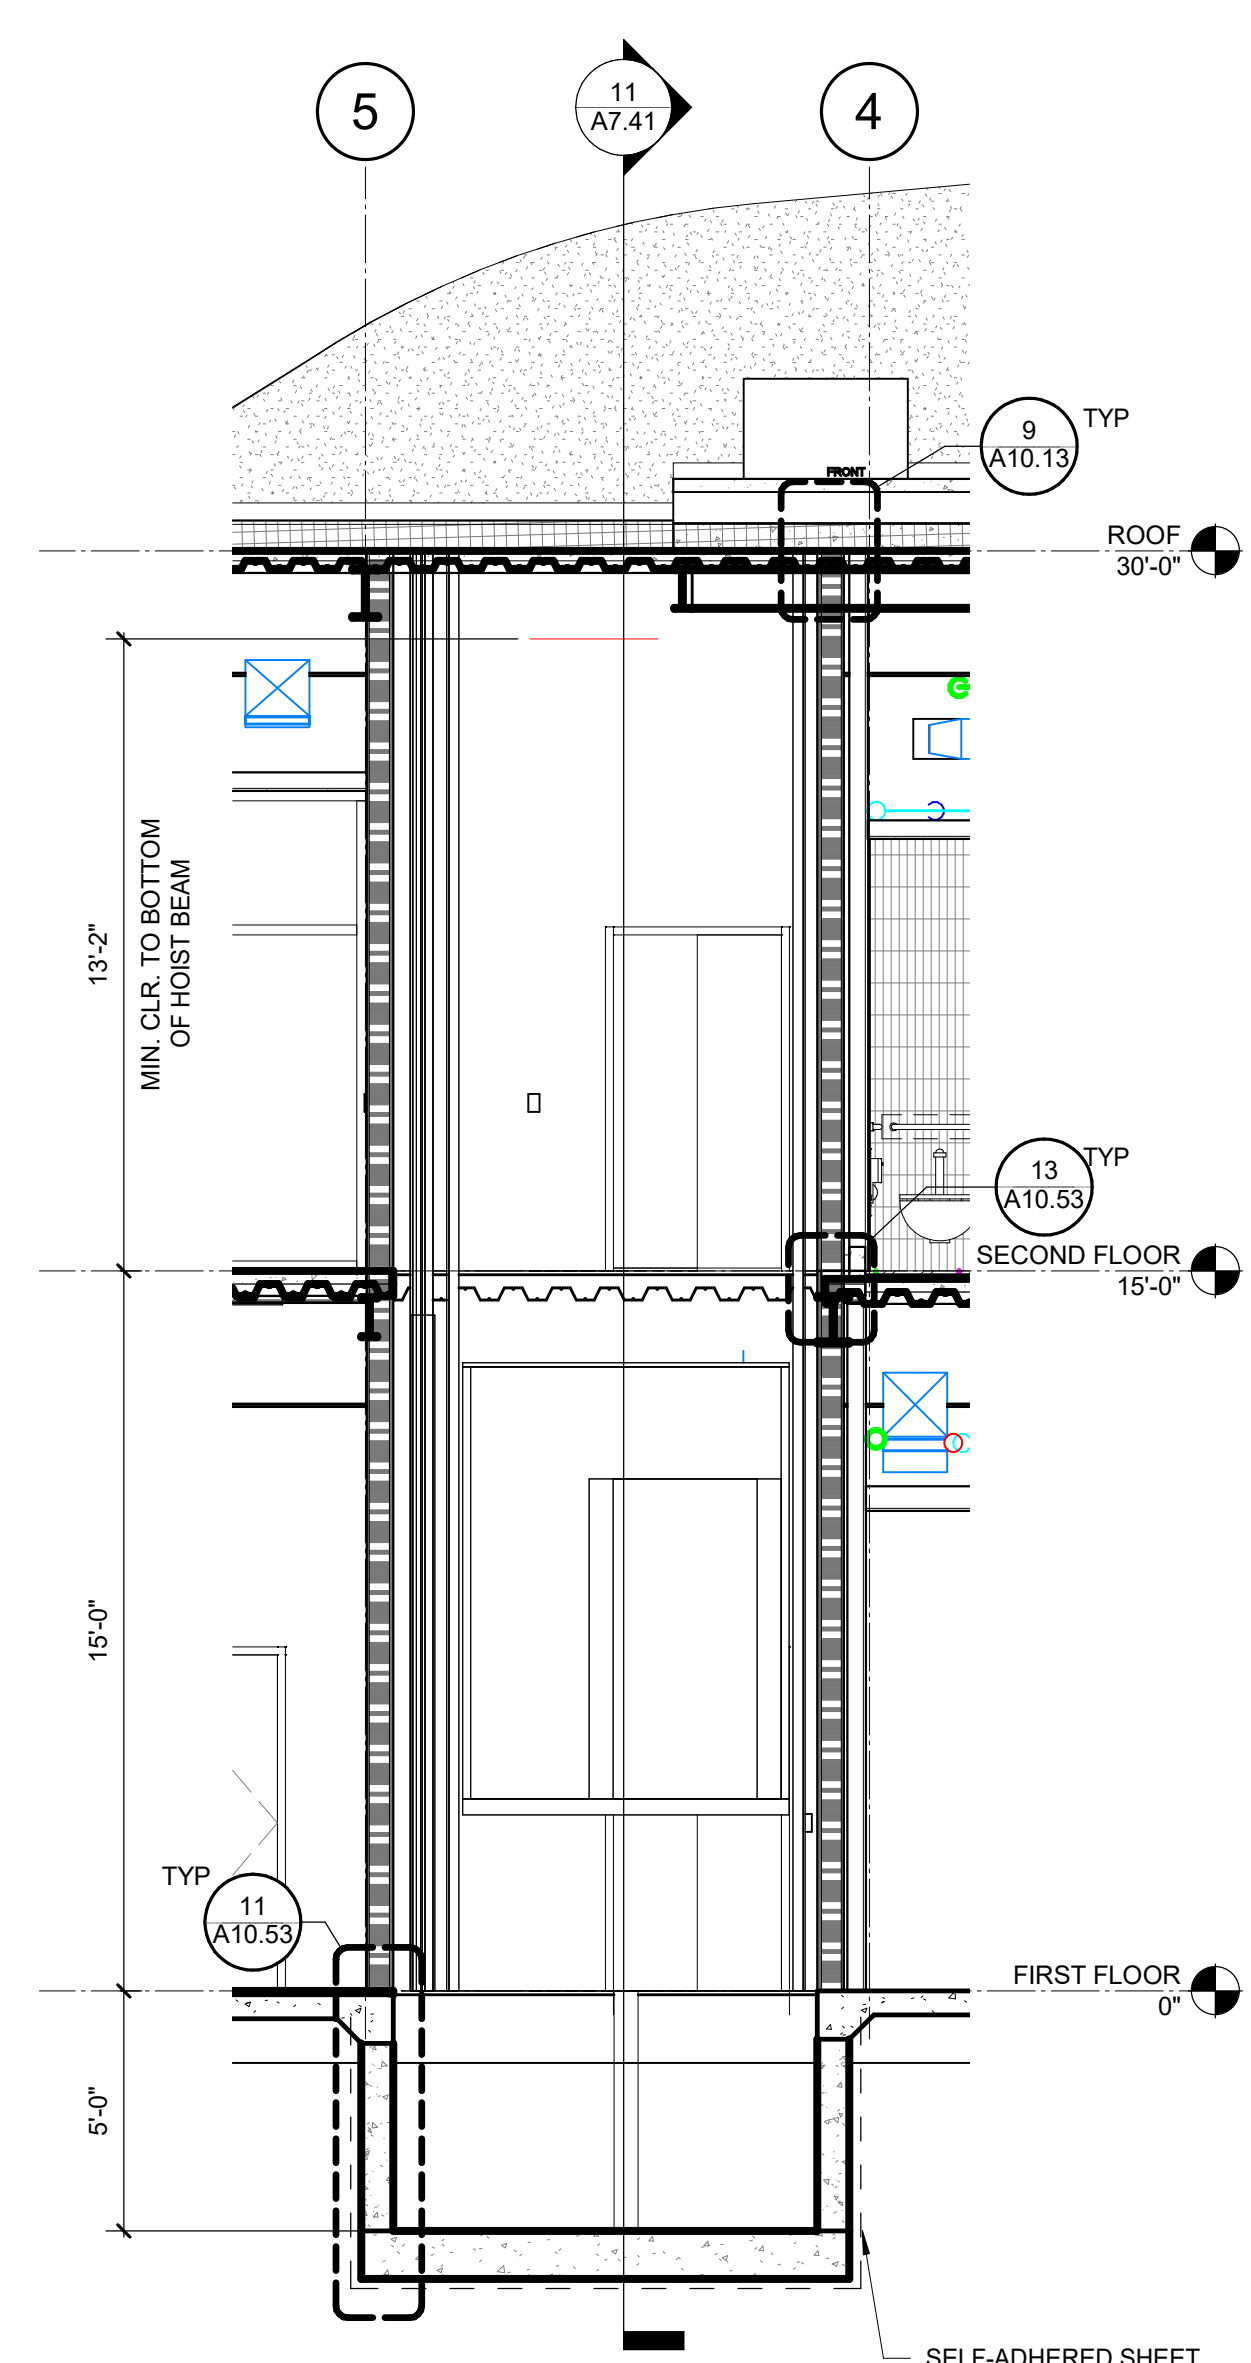 5
11
A7.41
4
9
A10.13
TYP
FRONT
ROOF
30'-0"
13'-2"
MIN. CLR. TO BOTTOM
OF HOIST BEAM
13
A10.53
TYP
SECOND FLOOR
15'-0"
15'-0"
TYP
11
A10.53
FIRST FLOOR
0"
5'-0"
SELF-ADHERED SHEET